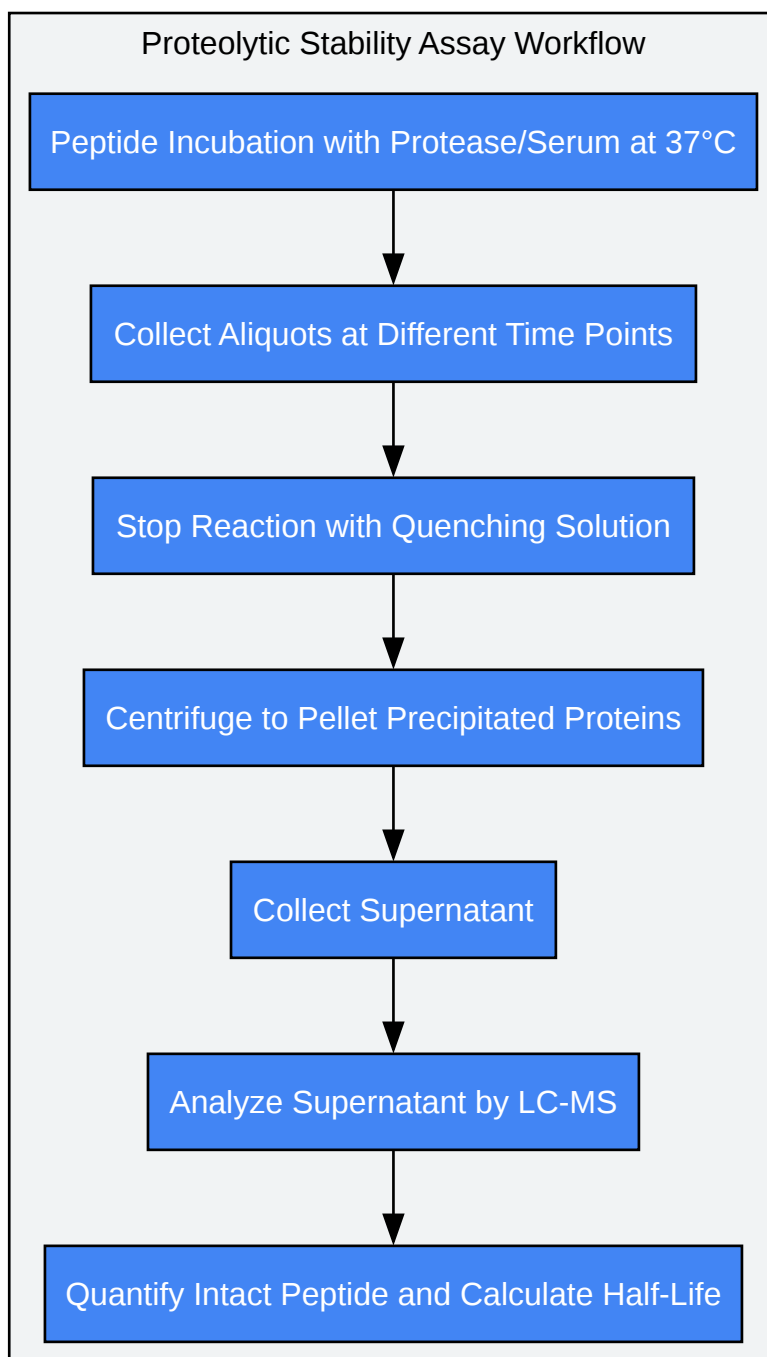 Proteolytic Stability Assay Workflow
Peptide Incubation with Protease/Serum at 37°C
Collect Aliquots at Different Time Points
Stop Reaction with Quenching Solution
Centrifuge to Pellet Precipitated Proteins
Collect Supernatant
Analyze Supernatant by LC-MS
Quantify Intact Peptide and Calculate Half-Life